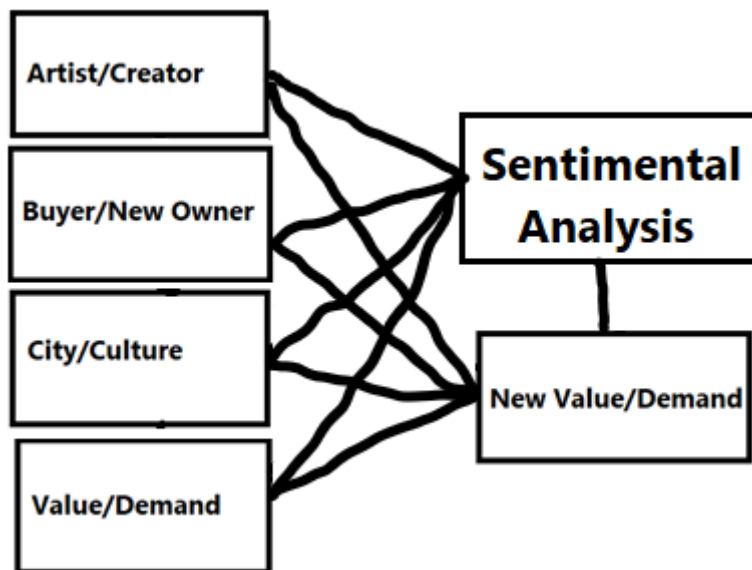 Artist/Creator
Buyer/New Owner
City/Culture
Value/Demand
Sentimental
Analysis
New Value/Demand